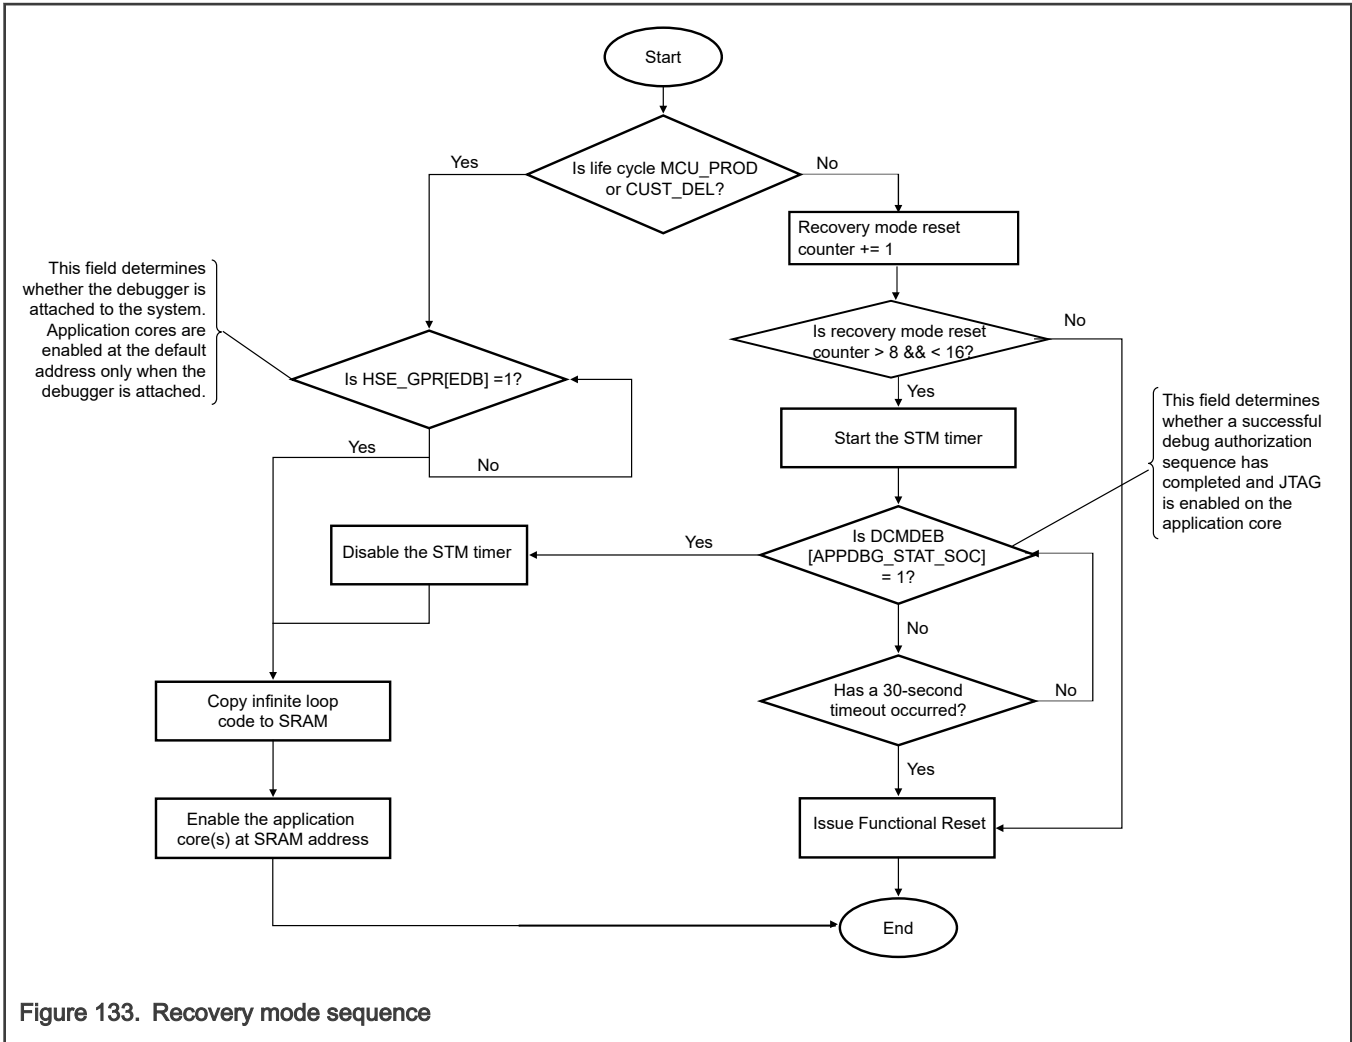 Start
Is life cycle MCU_PROD
or CUST_DEL?
Yes
No
Recovery mode reset
counter += 1
This field determines
whether the debugger is
attached to the system.
Application cores are
enabled at the default
address only when the
debugger is attached.
Is HSE_GPR[EDB] =1?
Yes
No
Is recovery mode reset
counter > 8 && < 16?
No
Yes
Start the STM timer
This field determines
whether a successful
debug authorization
sequence has
completed and JTAG
is enabled on the
application core
Is DCMDEB
[APPDBG_STAT_SOC]
= 1?
Yes
Disable the STM timer
No
Has a 30-second
timeout occurred?
No
Yes
Copy infinite loop
code to SRAM
Enable the application
core(s) at SRAM address
Issue Functional Reset
End
Figure 133. Recovery mode sequence